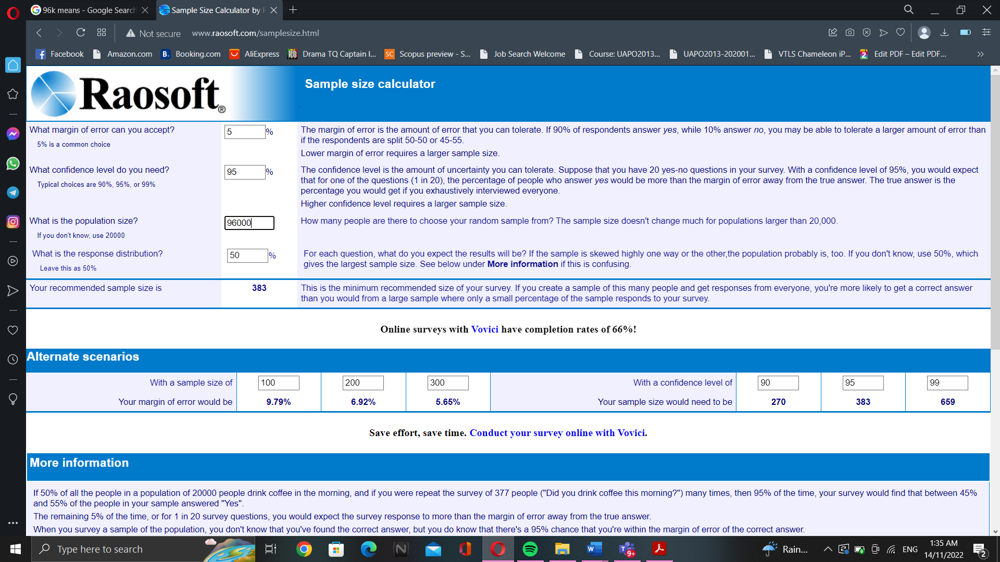 96k means - Google Search
Sample Size Calculator by
Not secure www.raosoft.com/samplesize.html
Facebook Amazon.com Booking.com AliExpress Drama TQ Captain I... Scopus preview - S... Job Search Welcome Course: UAPO2013... UAPO2013-202001... VTLS Chameleon iP... Edit PDF – Edit PDF...
Raosoft®
Sample size calculator
What margin of error can you accept?
5% is a common choice
5 %
The margin of error is the amount of error that you can tolerate. If 90% of respondents answer yes, while 10% answer no, you may be able to tolerate a larger amount of error than
if the respondents are split 50-50 or 45-55.
Lower margin of error requires a larger sample size.
What confidence level do you need?
Typical choices are 90%, 95%, or 99%
95 %
The confidence level is the amount of uncertainty you can tolerate. Suppose that you have 20 yes-no questions in your survey. With a confidence level of 95%, you would expect
that for one of the questions (1 in 20), the percentage of people who answer yes would be more than the margin of error away from the true answer. The true answer is the
percentage you would get if you exhaustively interviewed everyone.
Higher confidence level requires a larger sample size.
What is the population size?
If you don't know, use 20000
96000
How many people are there to choose your random sample from? The sample size doesn't change much for populations larger than 20,000.
What is the response distribution?
Leave this as 50%
50 %
For each question, what do you expect the results will be? If the sample is skewed highly one way or the other,the population probably is, too. If you don't know, use 50%, which
gives the largest sample size. See below under More information if this is confusing.
Your recommended sample size is
383
This is the minimum recommended size of your survey. If you create a sample of this many people and get responses from everyone, you're more likely to get a correct answer
than you would from a large sample where only a small percentage of the sample responds to your survey.
Online surveys with Vovici have completion rates of 66%!
Alternate scenarios
With a sample size of 100 200 300 With a confidence level of 90 95 99
Your margin of error would be 9.79% 6.92% 5.65% Your sample size would need to be 270 383 659
Save effort, save time. Conduct your survey online with Vovici.
More information
If 50% of all the people in a population of 20000 people drink coffee in the morning, and if you were repeat the survey of 377 people ("Did you drink coffee this morning?") many times, then 95% of the time, your survey would find that between 45%
and 55% of the people in your sample answered "Yes".
The remaining 5% of the time, or for 1 in 20 survey questions, you would expect the survey response to more than the margin of error away from the true answer.
When you survey a sample of the population, you don't know that you've found the correct answer, but you do know that there's a 95% chance that you're within the margin of error of the correct answer.
Type here to search
Rain... ENG
1:35 AM
14/11/2022
2
9+